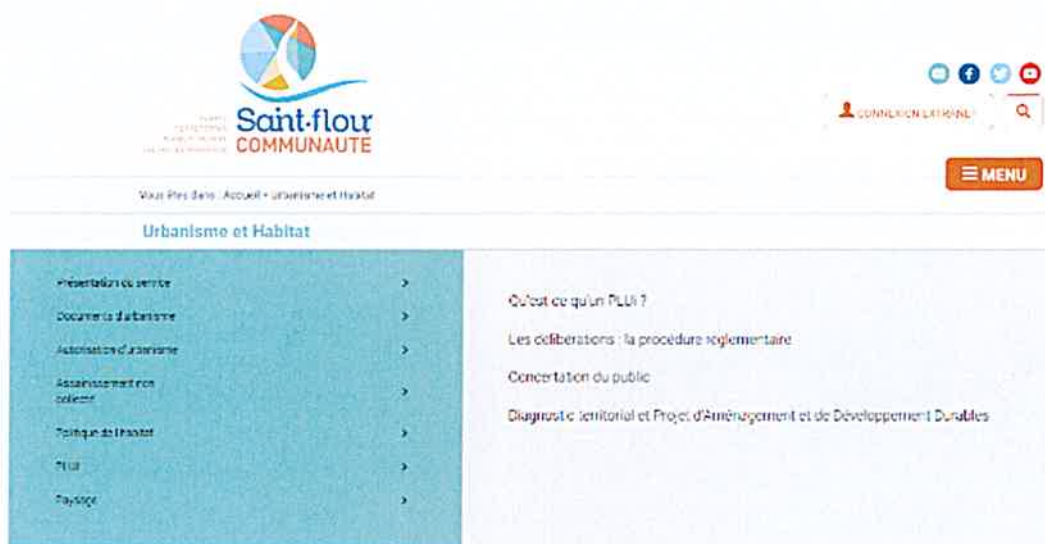 Saint-flour
COMMUNAUTE
CONNEXION EXTRANET
MENU
Vous êtes dans : Accueil • Urbanisme et Habitat
Urbanisme et Habitat
Présentation du service
Documents d'urbanisme
Autorisation d'urbanisme
Assainissement non
collectif
Politique de l'habitat
PLUi
Paysage
Qu'est ce qu'un PLUi ?
Les délibérations : la procédure réglementaire
Concertation du public
Diagnostic territorial et Projet d'Aménagement et de Développement Durables